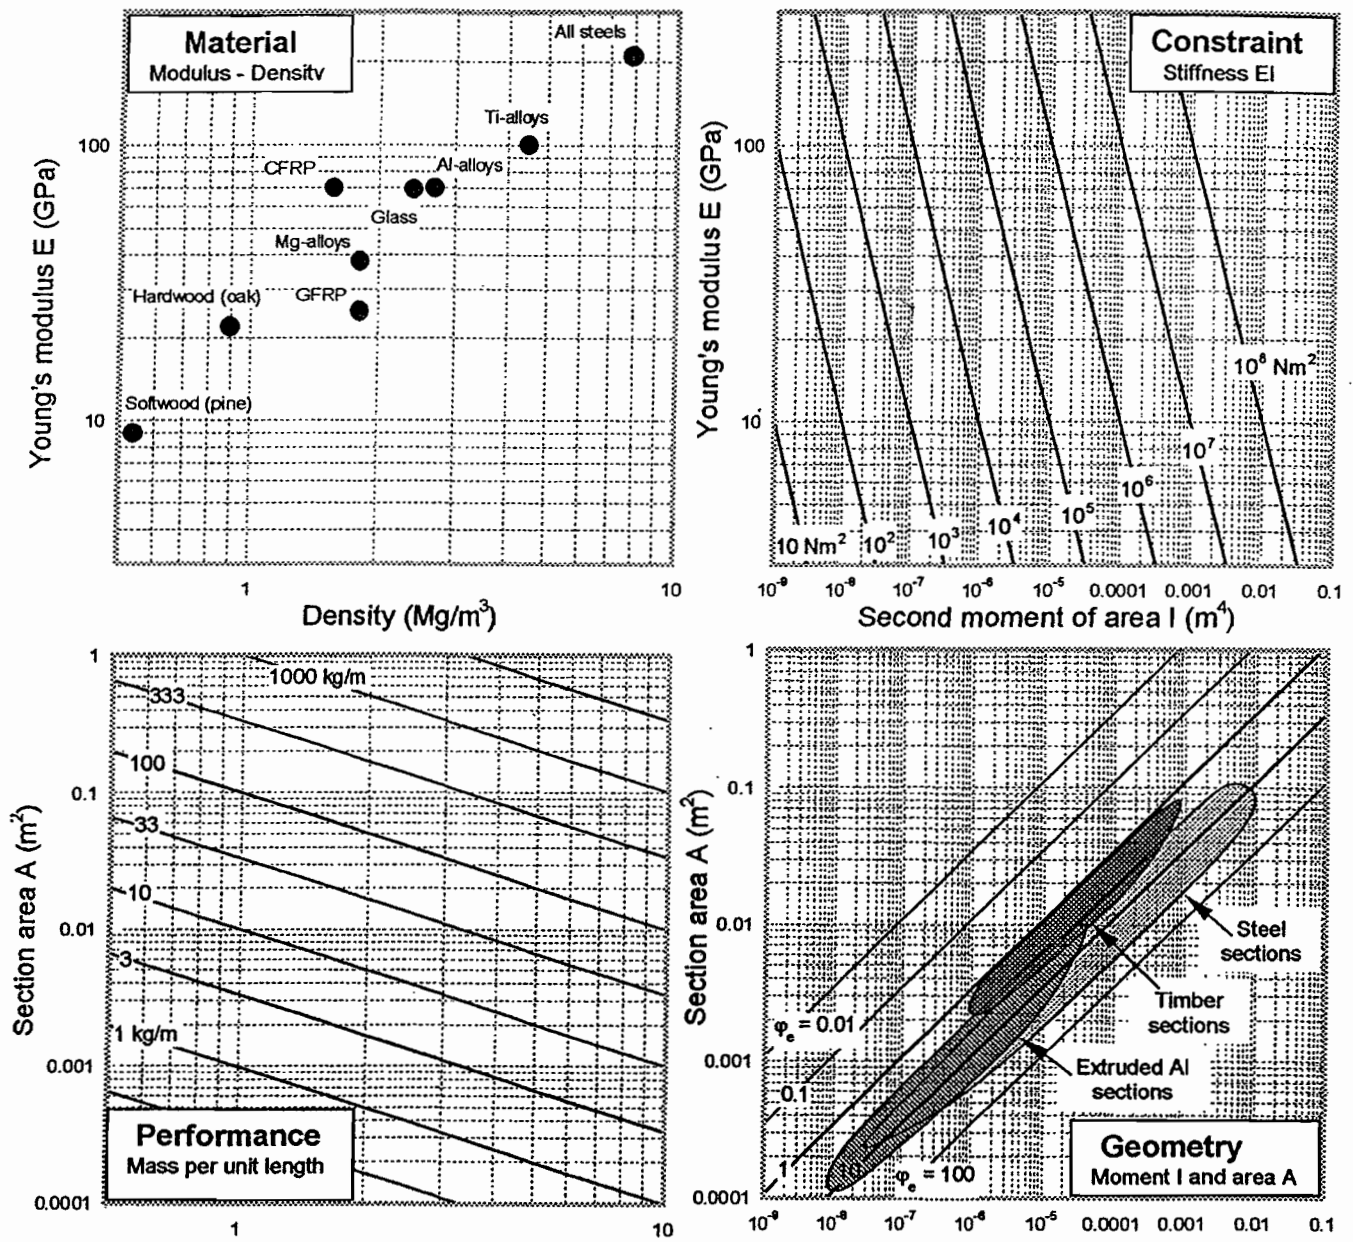 Material
Modulus - Density
All steels
Ti-alloys
CFRP
Al-alloys
Glass
Mg-alloys
GFRP
Hardwood (oak)
Softwood (pine)
100
10
Young's modulus E (GPa)
1
10
Density (Mg/m³)
Constraint
Stiffness EI
100
10
Young's modulus E (GPa)
10 Nm²
10²
10³
10⁴
10⁵
10⁶
10⁷
10⁸ Nm²
10⁻⁹
10⁻⁸
10⁻⁷
10⁻⁶
10⁻⁵
0.0001
0.001
0.01
0.1
Second moment of area I (m⁴)
1
0.1
0.01
0.001
0.0001
Section area A (m²)
1000 kg/m
333
100
33
10
3
1 kg/m
Performance
Mass per unit length
1
10
1
0.1
0.01
0.001
0.0001
Section area A (m²)
φₑ = 0.01
0.1
1
10
φₑ = 100
Steel
sections
Timber
sections
Extruded Al
sections
Geometry
Moment I and area A
10⁻⁹
10⁻⁸
10⁻⁷
10⁻⁶
10⁻⁵
0.0001
0.001
0.01
0.1